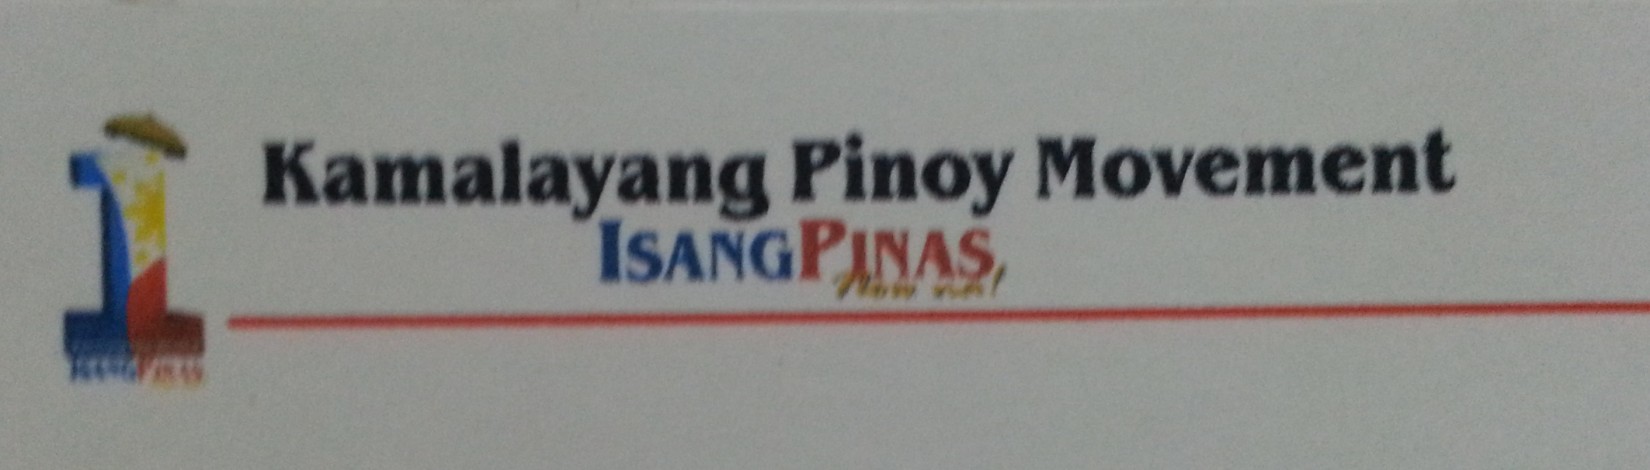 Kamalayang Pinoy Movement
ISANGPINAS
Now na!
ISANGPINAS